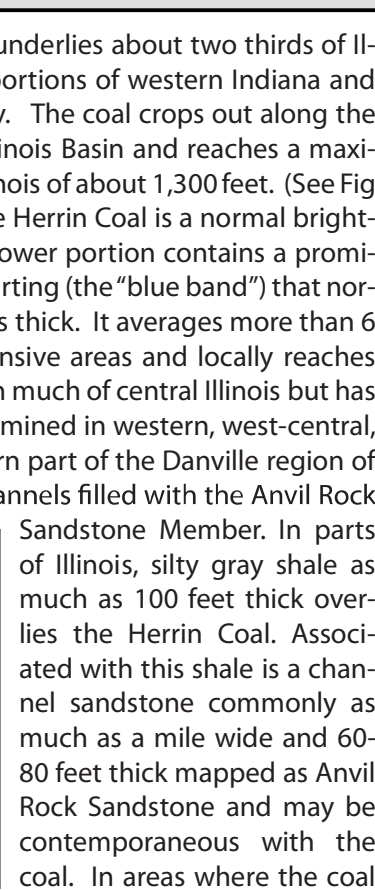 underlies about two thirds of Il-
portions of western Indiana and
y. The coal crops out along the
inois Basin and reaches a maxi-
nois of about 1,300 feet. (See Fig
e Herrin Coal is a normal bright-
ower portion contains a promi-
rting (the "blue band") that nor-
s thick. It averages more than 6
nsive areas and locally reaches
n much of central Illinois but has
mined in western, west-central,
rn part of the Danville region of
annels filled with the Anvil Rock
Sandstone Member. In parts
of Illinois, silty gray shale as
much as 100 feet thick over-
lies the Herrin Coal. Associ-
ated with this shale is a chan-
nel sandstone commonly as
much as a mile wide and 60-
80 feet thick mapped as Anvil
Rock Sandstone and may be
contemporaneous with the
coal. In areas where the coal